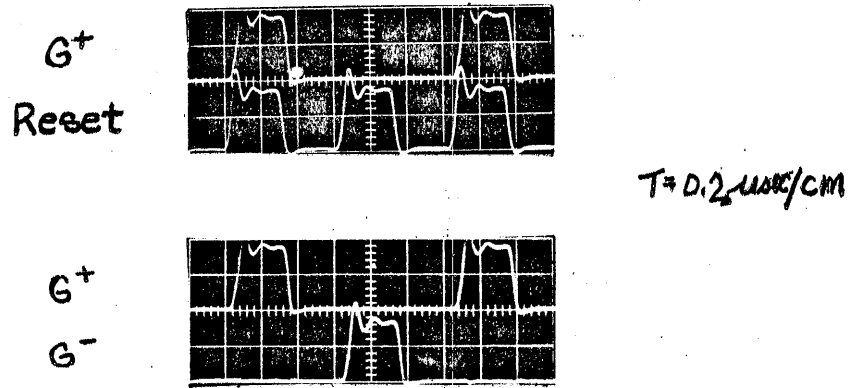 G+
Reset
T=0.2 usec/cm
G+
G-